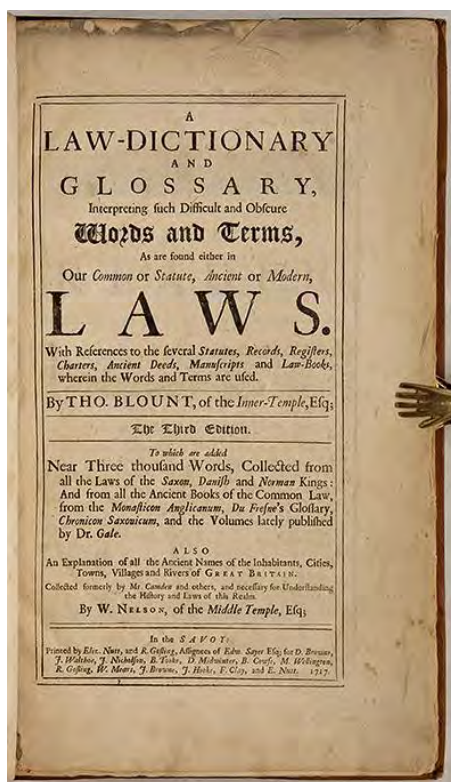 A
LAW-DICTIONARY
AND
GLOSSARY,
Interpreting ſuch Difficult and Obſcure
Words and Terms,
As are found either in
Our Common or Statute, Ancient or Modern,
LAWS.
With References to the ſeveral Statutes, Records, Regiſters,
Charters, Ancient Deeds, Manuſcripts and Law-Books,
wherein the Words and Terms are uſed.
By THO. BLOUNT, of the Inner-Temple, Eſq;
The Third Edition.
To which are added
Near Three thouſand Words, Collected from
all the Laws of the Saxon, Daniſh and Norman Kings:
And from all the Ancient Books of the Common Law,
from the Monaſticon Anglicanum, Du Freſne's Gloſſary,
Chronicon Saxonicum, and the Volumes lately publiſhed
by Dr. Gale.
ALSO
An Explanation of all the Ancient Names of the Inhabitants, Cities,
Towns, Villages and Rivers of GREAT BRITAIN.
Collected formerly by Mr. Camden and others, and neceſſary for Underſtanding
the Hiſtory and Laws of this Realm.
By W. NELSON, of the Middle Temple, Eſq;
In the SAVOY:
Printed by Eliz. Nutt, and R. Goſling, Aſſignees of Edw. Sayer Eſq; for D. Browne,
J. Walthoe, J. Nicholſon, B. Tooke, D. Midwinter, B. Cowſe, M. Wellington,
R. Goſling, W. Mears, J. Browne, J. Hooke, F. Clay, and E. Nutt. 1717.